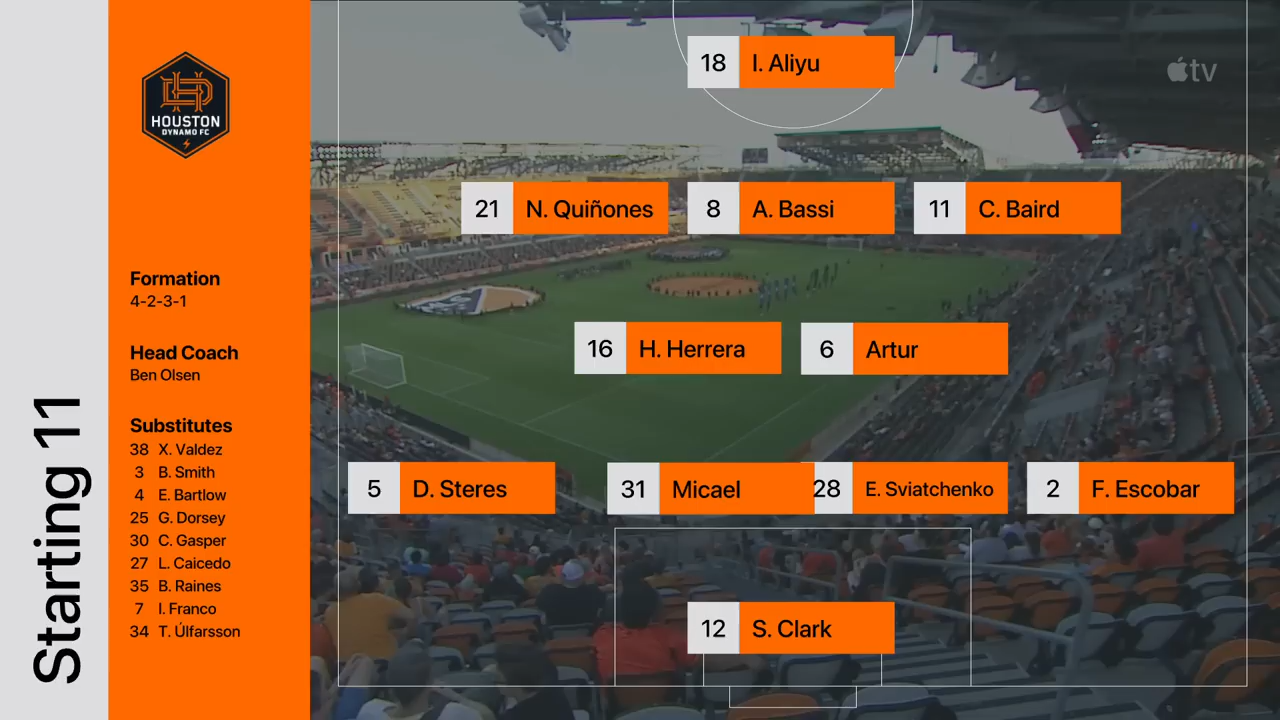 Starting 11
HOUSTON
DYNAMO FC
Formation
4-2-3-1
Head Coach
Ben Olsen
Substitutes
38 X. Valdez
3 B. Smith
4 E. Bartlow
25 G. Dorsey
30 C. Gasper
27 L. Caicedo
35 B. Raines
7 I. Franco
34 T. Úlfarsson
tv
18 I. Aliyu
21 N. Quiñones
8 A. Bassi
11 C. Baird
16 H. Herrera
6 Artur
5 D. Steres
31 Micael
28 E. Sviatchenko
2 F. Escobar
12 S. Clark